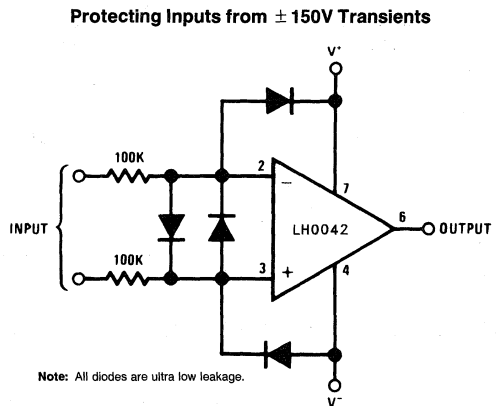 Protecting Inputs from ± 150V Transients
V+
100K
2
−
7
INPUT
LH0042
6
OUTPUT
100K
3
+
4
Note: All diodes are ultra low leakage.
V−